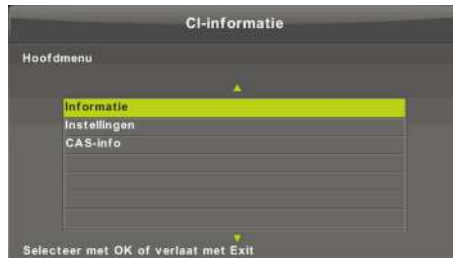 CI-informatie
Hoofdmenu
Informatie
Instellingen
CAS-info
Selecteer met OK of verlaat met Exit